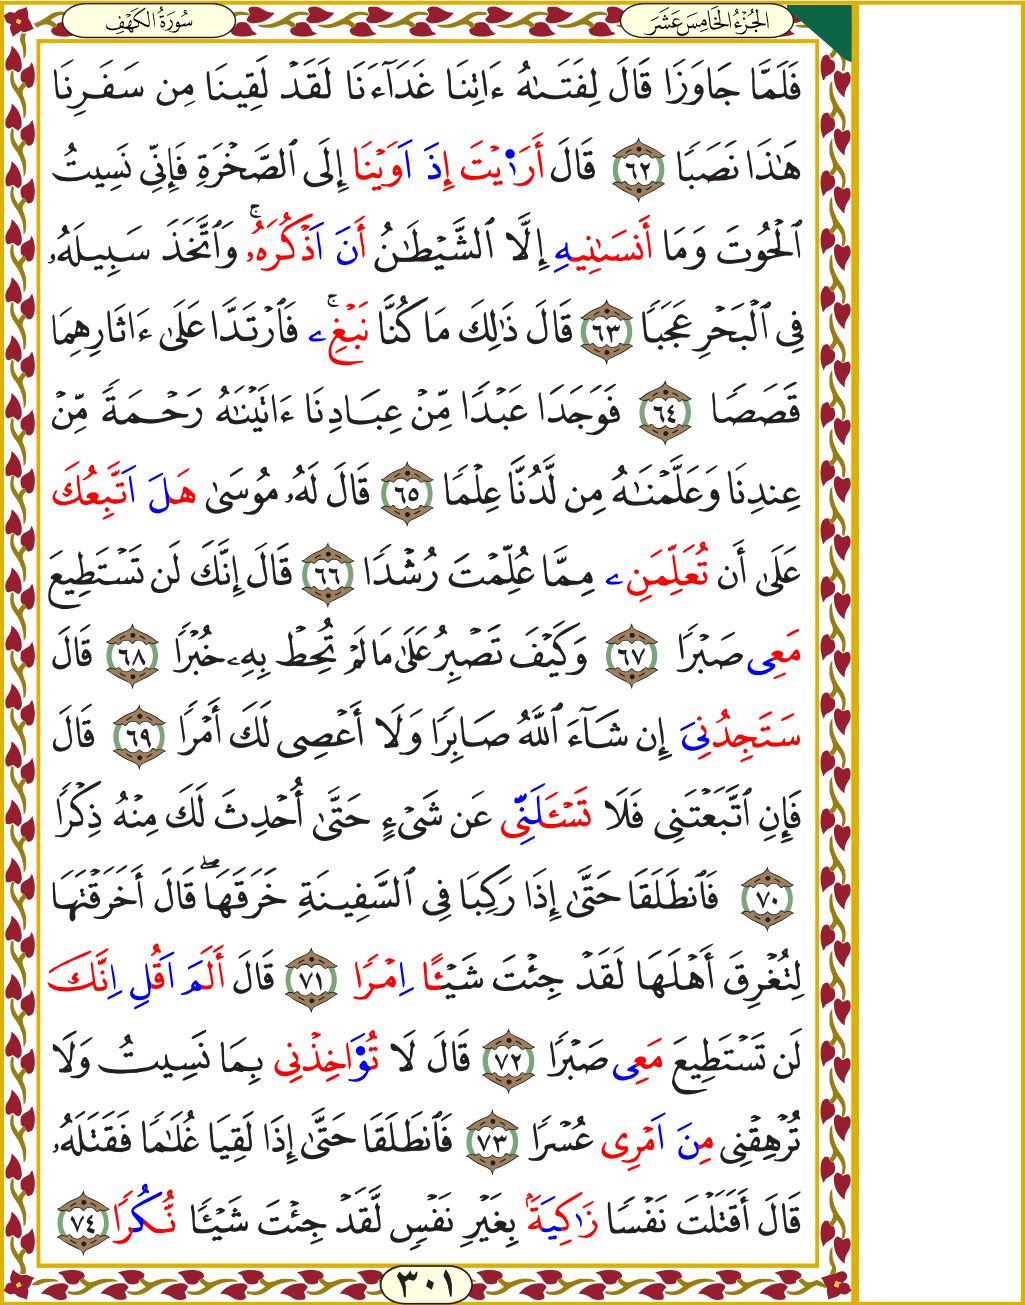 الجُزْءُ الخَامِسَ عَشَرَ
سُورَةُ الكَهْفِ
فَلَمَّا جَاوَزَا قَالَ لِفَتَىٰهُ ءَاتِنَا غَدَآءَنَا لَقَدۡ لَقِينَا مِن سَفَرِنَا
هَٰذَا نَصَبٗا ٦٢ قَالَ أَرَٰيۡتَ إِذَ اَوَيۡنَا إِلَى ٱلصَّخۡرَةِ فَإِنِّي نَسِيتُ
ٱلۡحُوتَ وَمَا أَنسَىٰنِيهِ إِلَّا ٱلشَّيۡطَٰنُ أَنَ اَذۡكُرَهُۥۚ وَٱتَّخَذَ سَبِيلَهُۥ
فِي ٱلۡبَحۡرِ عَجَبٗا ٦٣ قَالَ ذَٰلِكَ مَا كُنَّا نَبۡغِۦۚ فَٱرۡتَدَّا عَلَىٰ ءَاثَارِهِمَا
قَصَصٗا ٦٤ فَوَجَدَا عَبۡدٗا مِّنۡ عِبَادِنَا ءَاتَيۡنَٰهُ رَحۡمَةٗ مِّنۡ
عِندِنَا وَعَلَّمۡنَٰهُ مِن لَّدُنَّا عِلۡمٗا ٦٥ قَالَ لَهُۥ مُوسَىٰ هَلَ اَتَّبِعُكَ
عَلَىٰ أَن تُعَلِّمَنِۦ مِمَّا عُلِّمۡتَ رُشۡدٗا ٦٦ قَالَ إِنَّكَ لَن تَسۡتَطِيعَ
مَعِي صَبۡرٗا ٦٧ وَكَيۡفَ تَصۡبِرُ عَلَىٰ مَا لَمۡ تُحِطۡ بِهِۦ خُبۡرٗا ٦٨ قَالَ
سَتَجِدُنِيَ إِن شَآءَ ٱللَّهُ صَابِرٗا وَلَا أَعۡصِي لَكَ أَمۡرٗا ٦٩ قَالَ
فَإِنِ ٱتَّبَعۡتَنِي فَلَا تَسۡـَٔلَنِّي عَن شَيۡءٍ حَتَّىٰ أُحۡدِثَ لَكَ مِنۡهُ ذِكۡرٗا
٧٠ فَٱنطَلَقَا حَتَّىٰ إِذَا رَكِبَا فِي ٱلسَّفِينَةِ خَرَقَهَاۖ قَالَ أَخَرَقۡتَهَا
لِتُغۡرِقَ أَهۡلَهَا لَقَدۡ جِئۡتَ شَيۡـًٔا اِمۡرٗا ٧١ قَالَ أَلَمَ اَقُلِ اِنَّكَ
لَن تَسۡتَطِيعَ مَعِي صَبۡرٗا ٧٢ قَالَ لَا تُوَ۬اخِذۡنِي بِمَا نَسِيتُ وَلَا
تُرۡهِقۡنِي مِنَ اَمۡرِي عُسۡرٗا ٧٣ فَٱنطَلَقَا حَتَّىٰ إِذَا لَقِيَا غُلَٰمٗا فَقَتَلَهُۥ
قَالَ أَقَتَلۡتَ نَفۡسٗا زَٰكِيَةَۢ بِغَيۡرِ نَفۡسٖ لَّقَدۡ جِئۡتَ شَيۡـٔٗا نُّكُرٗا ٧٤
٣٠١